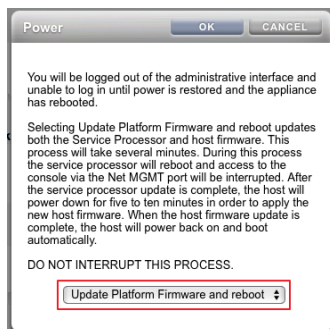 Power
OK
CANCEL
You will be logged out of the administrative interface and
unable to log in until power is restored and the appliance
has rebooted.
Selecting Update Platform Firmware and reboot updates
both the Service Processor and host firmware. This
process will take several minutes. During this process
the service processor will reboot and access to the
console via the Net MGMT port will be interrupted. After
the service processor update is complete, the host will
power down for five to ten minutes in order to apply the
new host firmware. When the host firmware update is
complete, the host will power back on and boot
automatically.
DO NOT INTERRUPT THIS PROCESS.
Update Platform Firmware and reboot